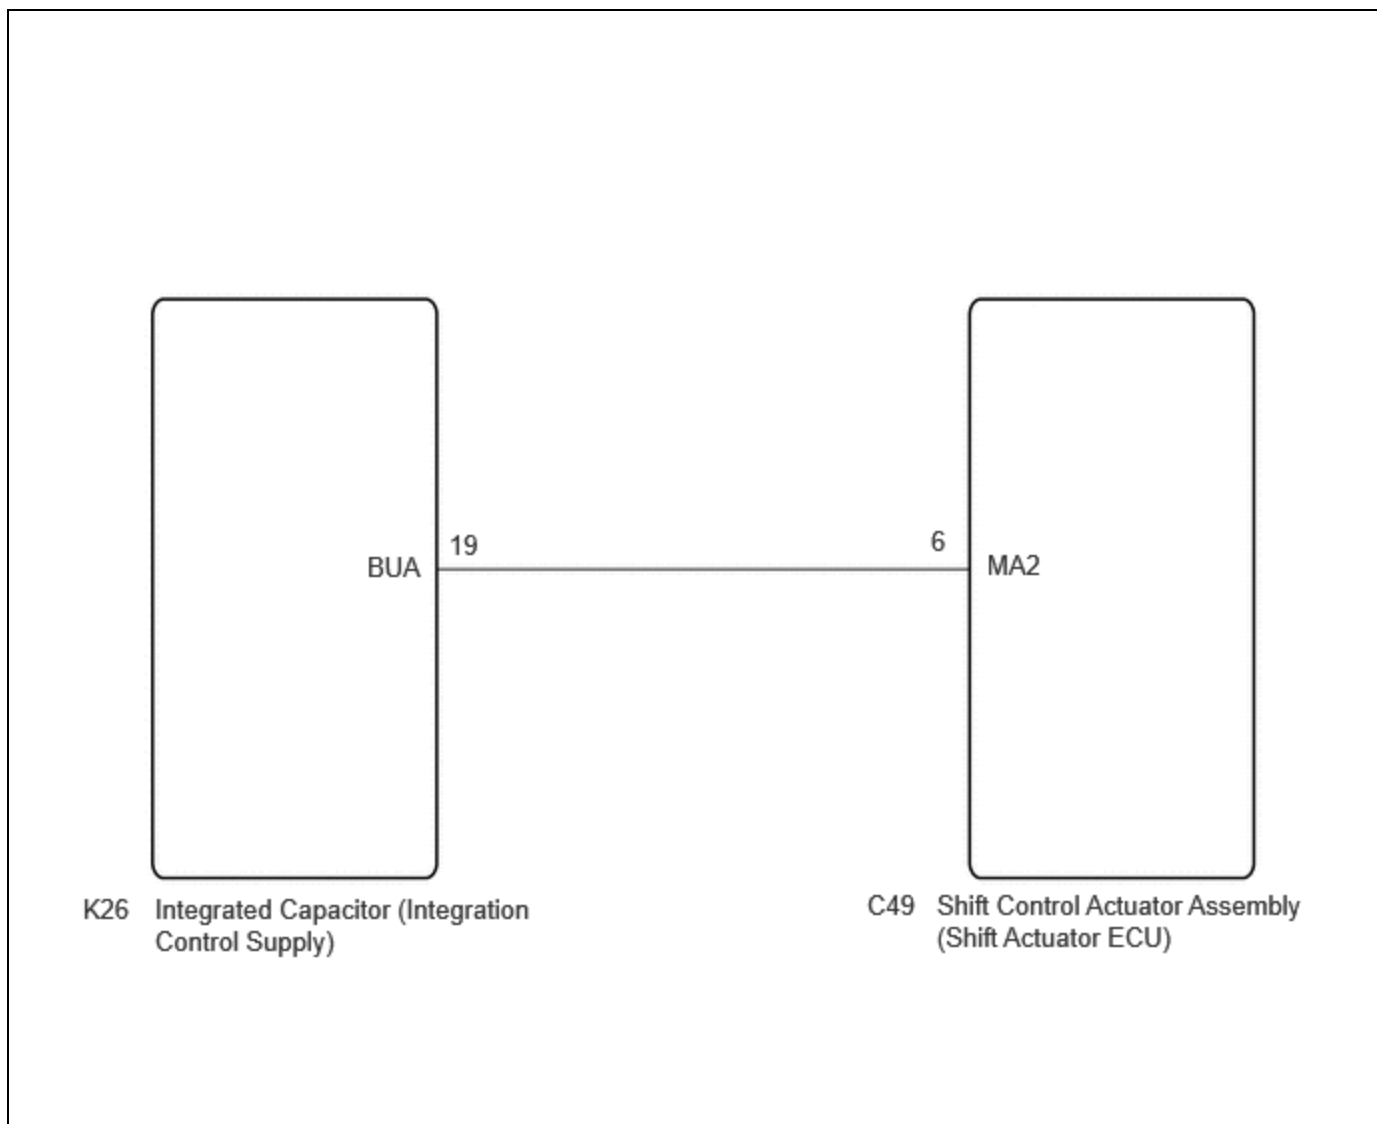 19
BUA
6
MA2
K26 Integrated Capacitor (Integration
Control Supply)
C49 Shift Control Actuator Assembly
(Shift Actuator ECU)